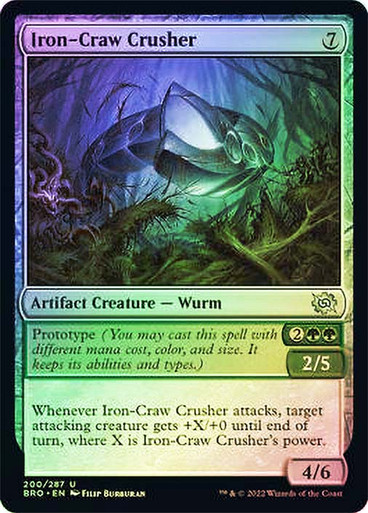 Iron-Craw Crusher 7
Artifact Creature — Wurm
Prototype (You may cast this spell with 2
different mana cost, color, and size. It
keeps its abilities and types.) 2/5
Whenever Iron-Craw Crusher attacks, target
attacking creature gets +X/+0 until end of
turn, where X is Iron-Craw Crusher's power.
4/6
200/287 U
BRO • EN Filip Burburan ™ & © 2022 Wizards of the Coast